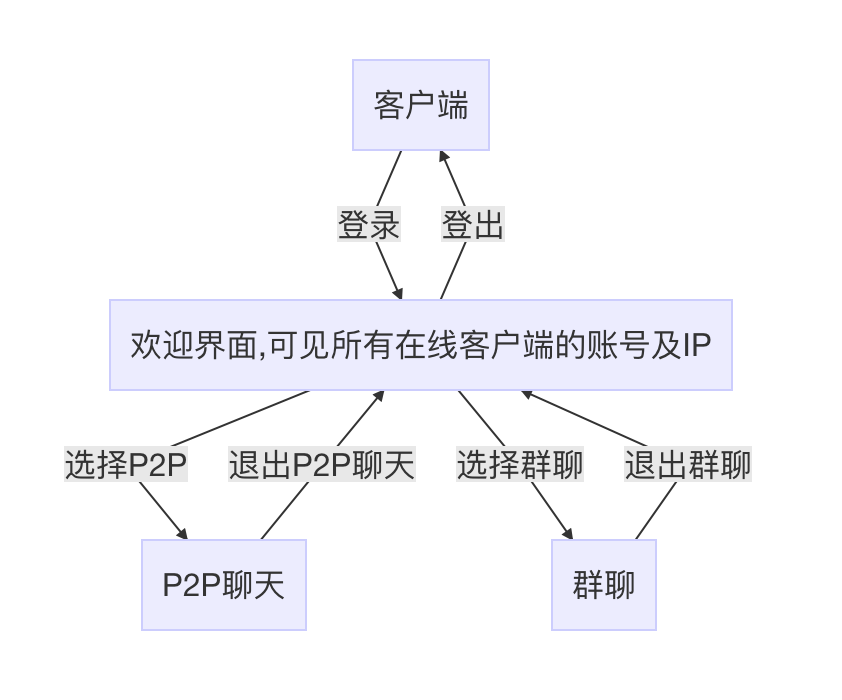 客户端
登录
登出
欢迎界面,可见所有在线客户端的账号及IP
选择P2P
退出P2P聊天
选择群聊
退出群聊
P2P聊天
群聊